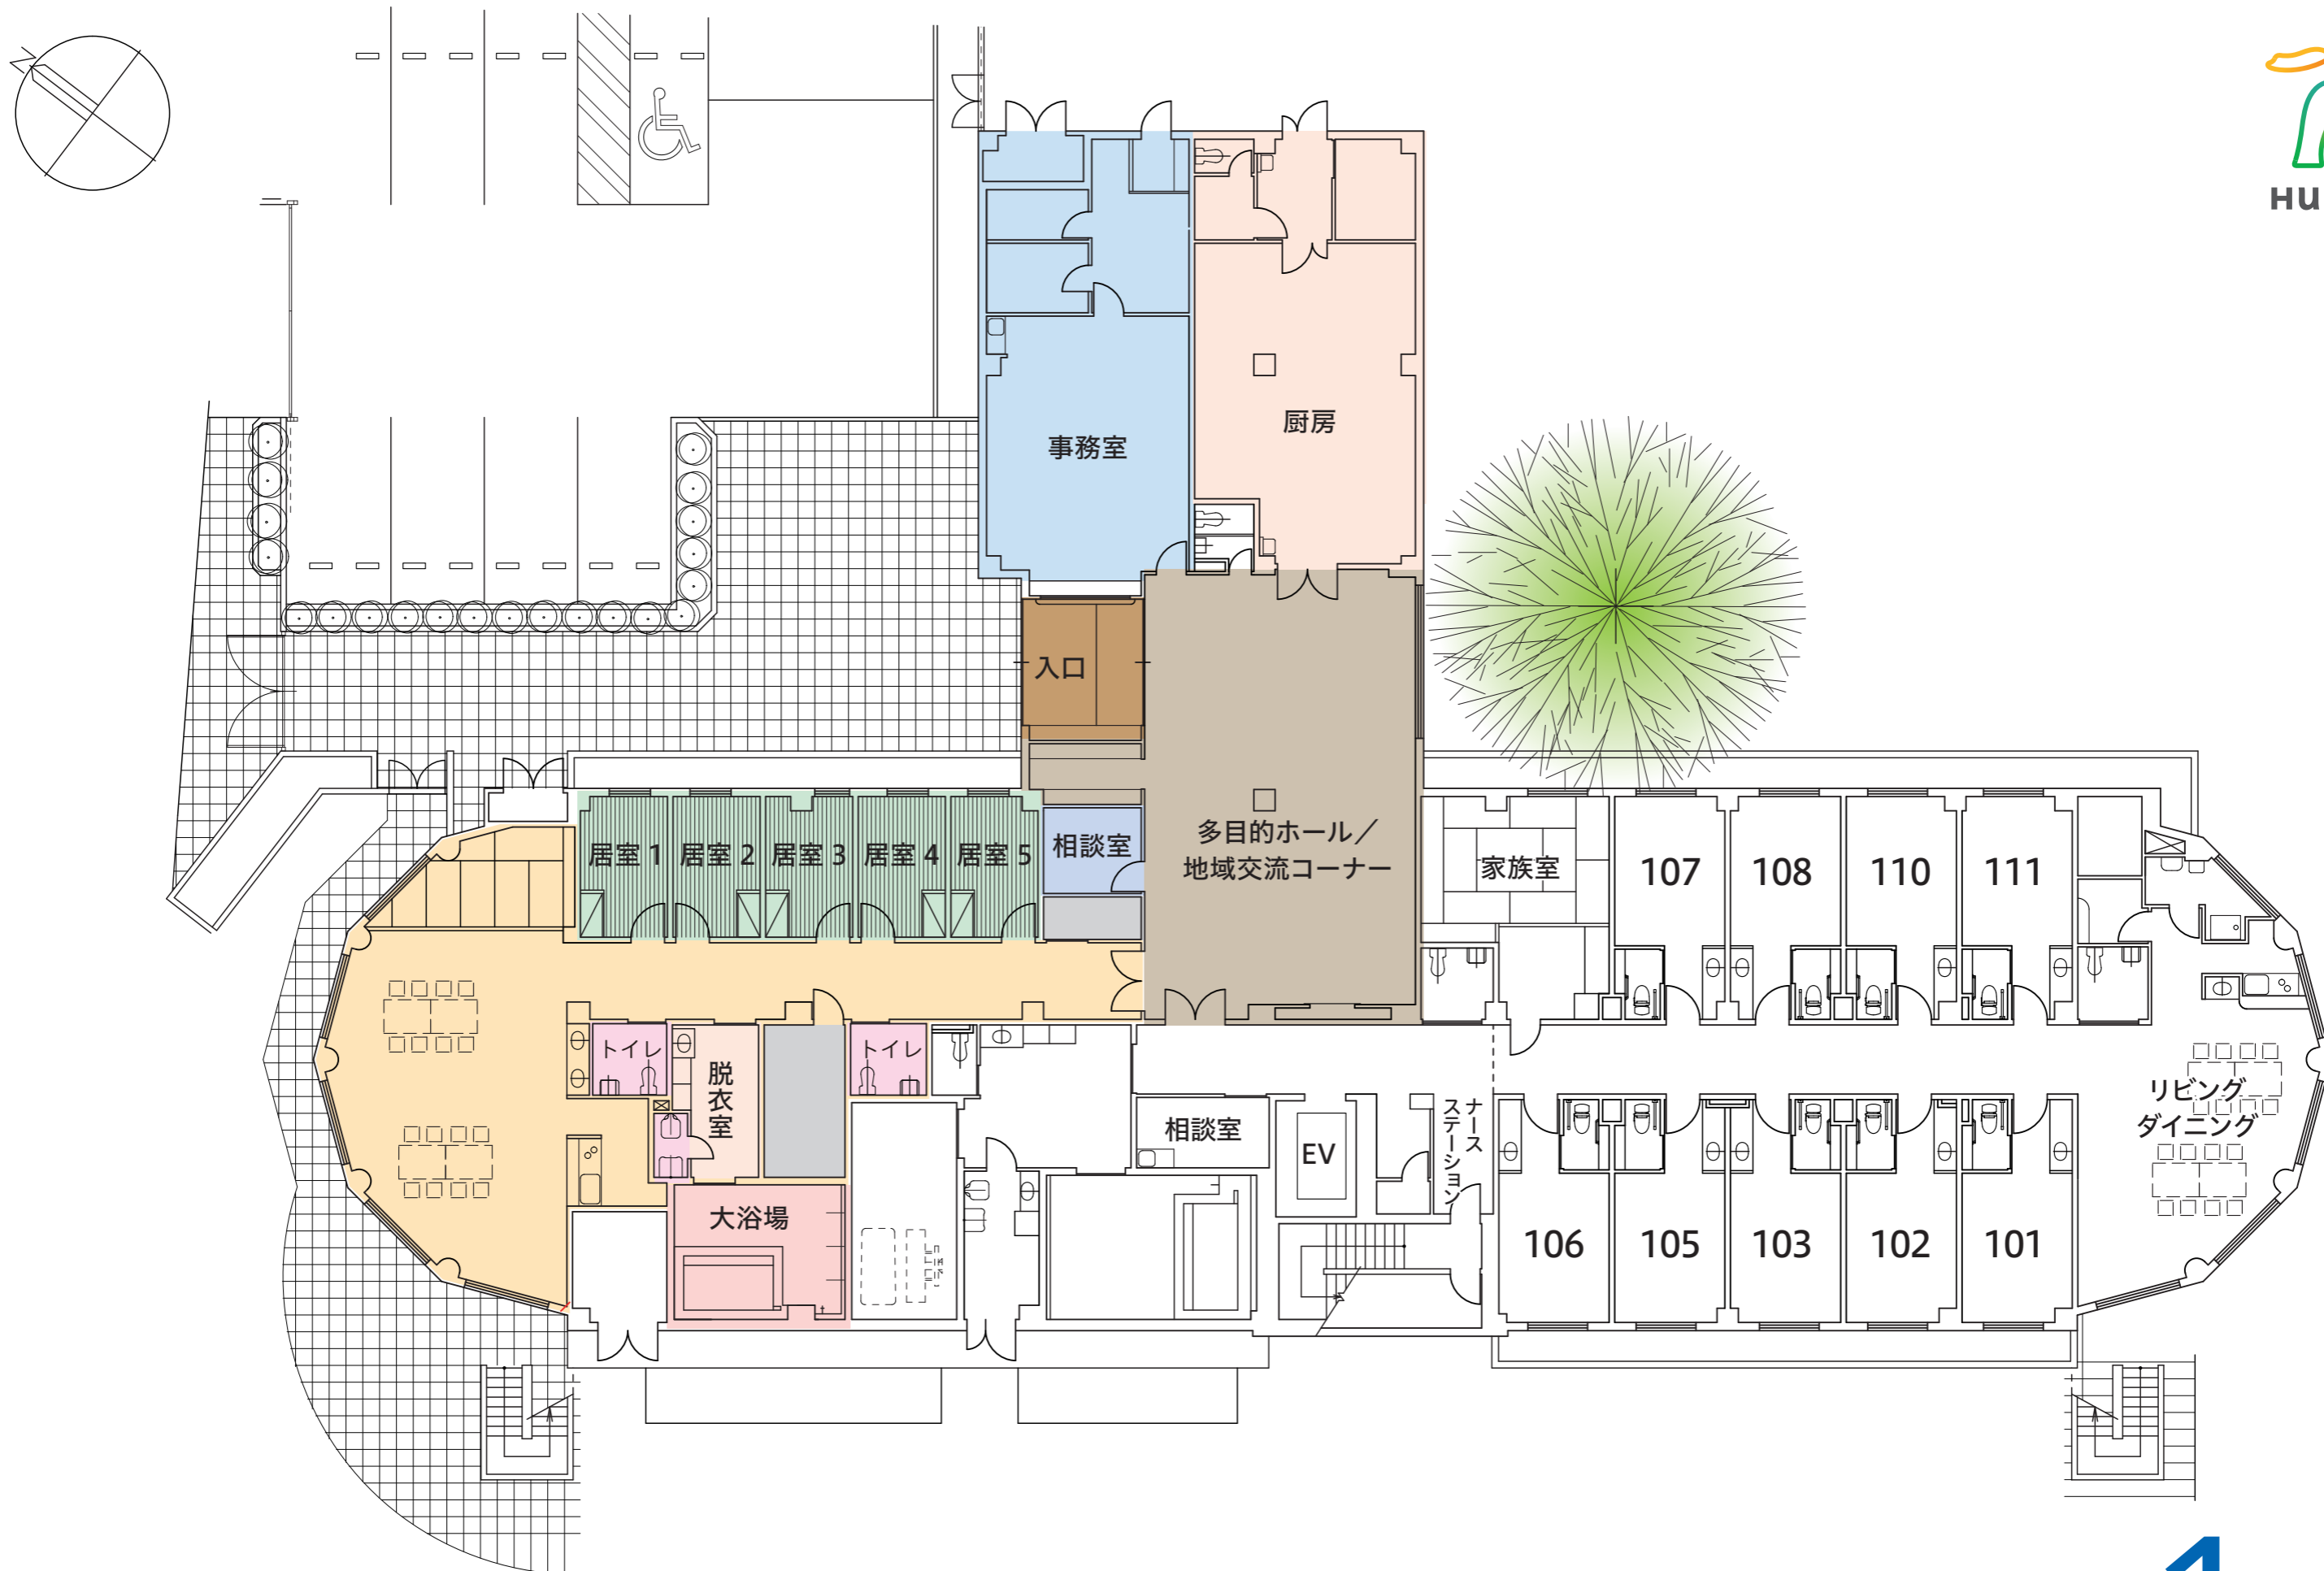 N
HU
事務室
厨房
入口
多目的ホール／
地域交流コーナー
居室 1
居室 2
居室 3
居室 4
居室 5
相談室
家族室
107
108
110
111
トイレ
脱衣室
トイレ
大浴場
相談室
EV
ナース
ステーション
106
105
103
102
101
リビング
ダイニング
1